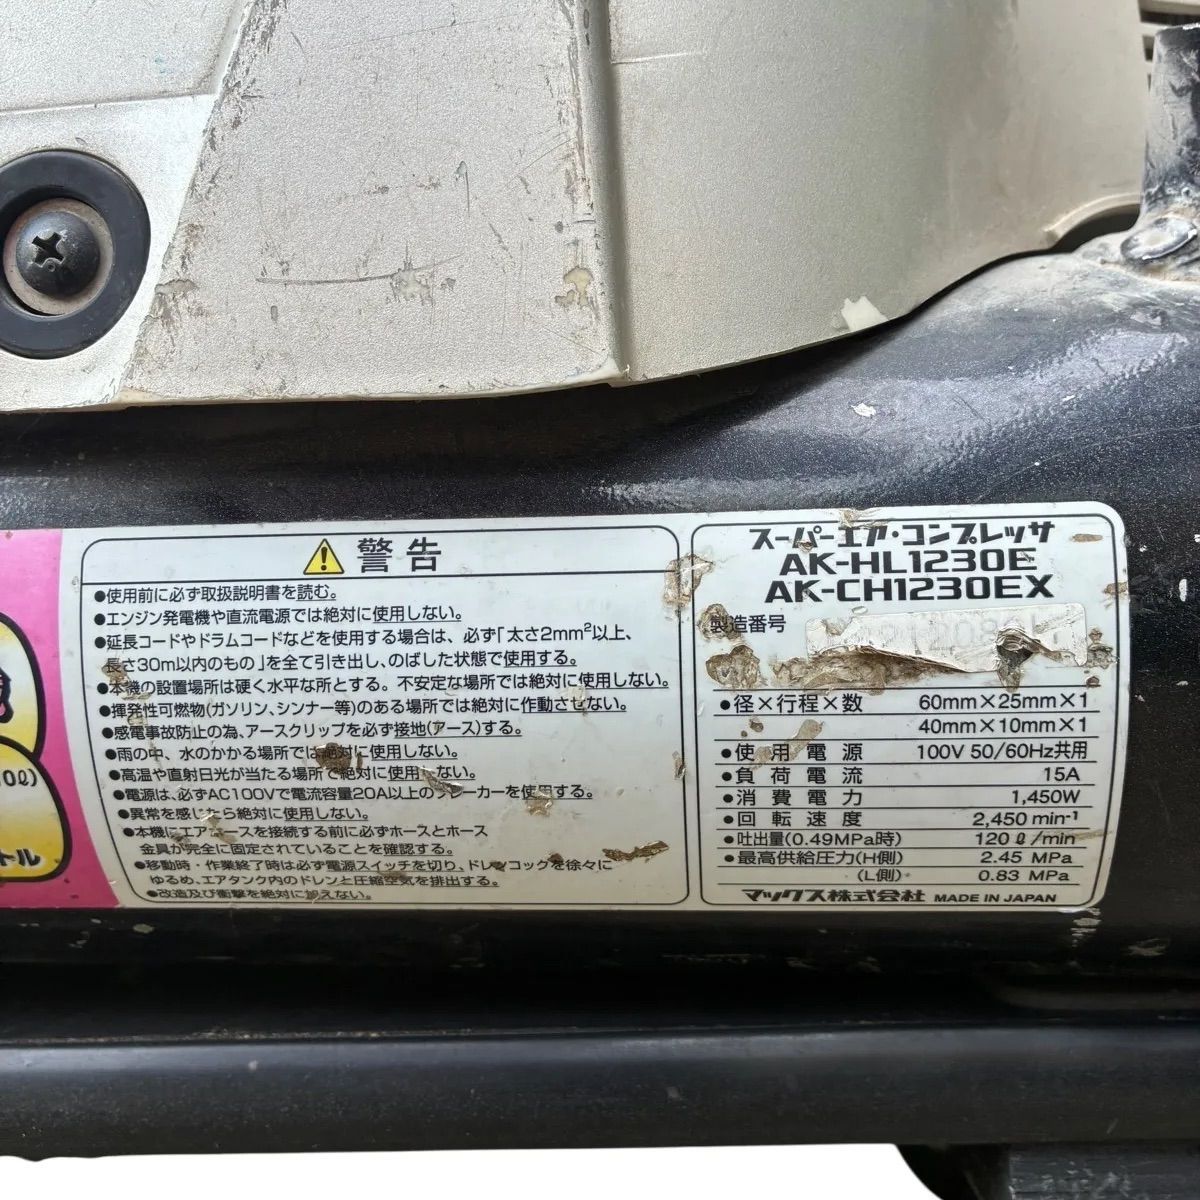 0ℓ)
トル
警告
●使用前に必ず取扱説明書を読む。
●エンジン発電機や直流電源では絶対に使用しない。
●延長コードやドラムコードなどを使用する場合は、必ず「太さ2mm²以上、
長さ30m以内のもの」を全て引き出し、のばした状態で使用する。
●本機の設置場所は硬く水平な所とする。不安定な場所では絶対に使用しない。
●揮発性可燃物(ガソリン、シンナー等)のある場所では絶対に作動させない。
●感電事故防止の為、アースクリップを必ず接地(アース)する。
●雨の中、水のかかる場所では絶対に使用しない。
●高温や直射日光が当たる場所で絶対に使用しない。
●電源は、必ずAC100Vで電流容量20A以上のブレーカーを使用する。
●異常を感じたら絶対に使用しない。
●本機にエアホースを接続する前に必ずホースとホース
金具が完全に固定されていることを確認する。
●移動時・作業終了時は必ず電源スイッチを切り、ドレンコックを徐々に
ゆるめ、エアタンク内のドレンと圧縮空気を排出する。
●改造及び衝撃を絶対に加えない。
スーパーエア・コンプレッサ
AK-HL1230E
AK-CH1230EX
製造番号
●径×行程×数 60mm×25mm×1
40mm×10mm×1
●使用電源 100V 50/60Hz共用
●負荷電流 15A
●消費電力 1,450W
●回転速度 2,450 min⁻¹
●吐出量(0.49MPa時) 120 ℓ/min
●最高供給圧力(H側) 2.45 MPa
(L側) 0.83 MPa
マックス株式会社 MADE IN JAPAN